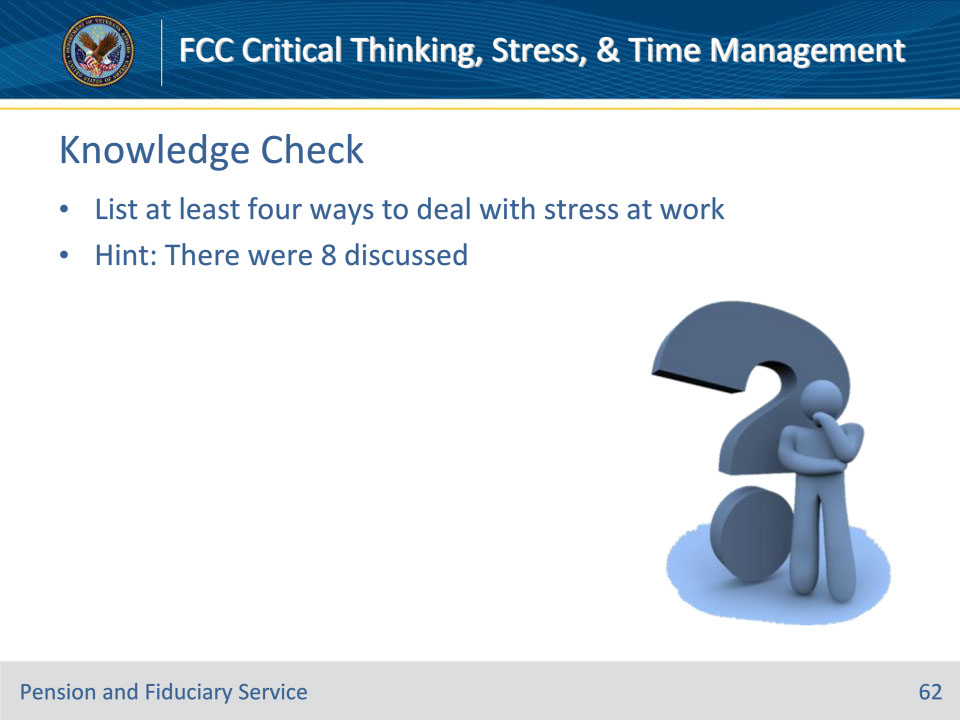 FCC Critical Thinking, Stress, & Time Management
Knowledge Check
• List at least four ways to deal with stress at work
• Hint: There were 8 discussed
Pension and Fiduciary Service
62